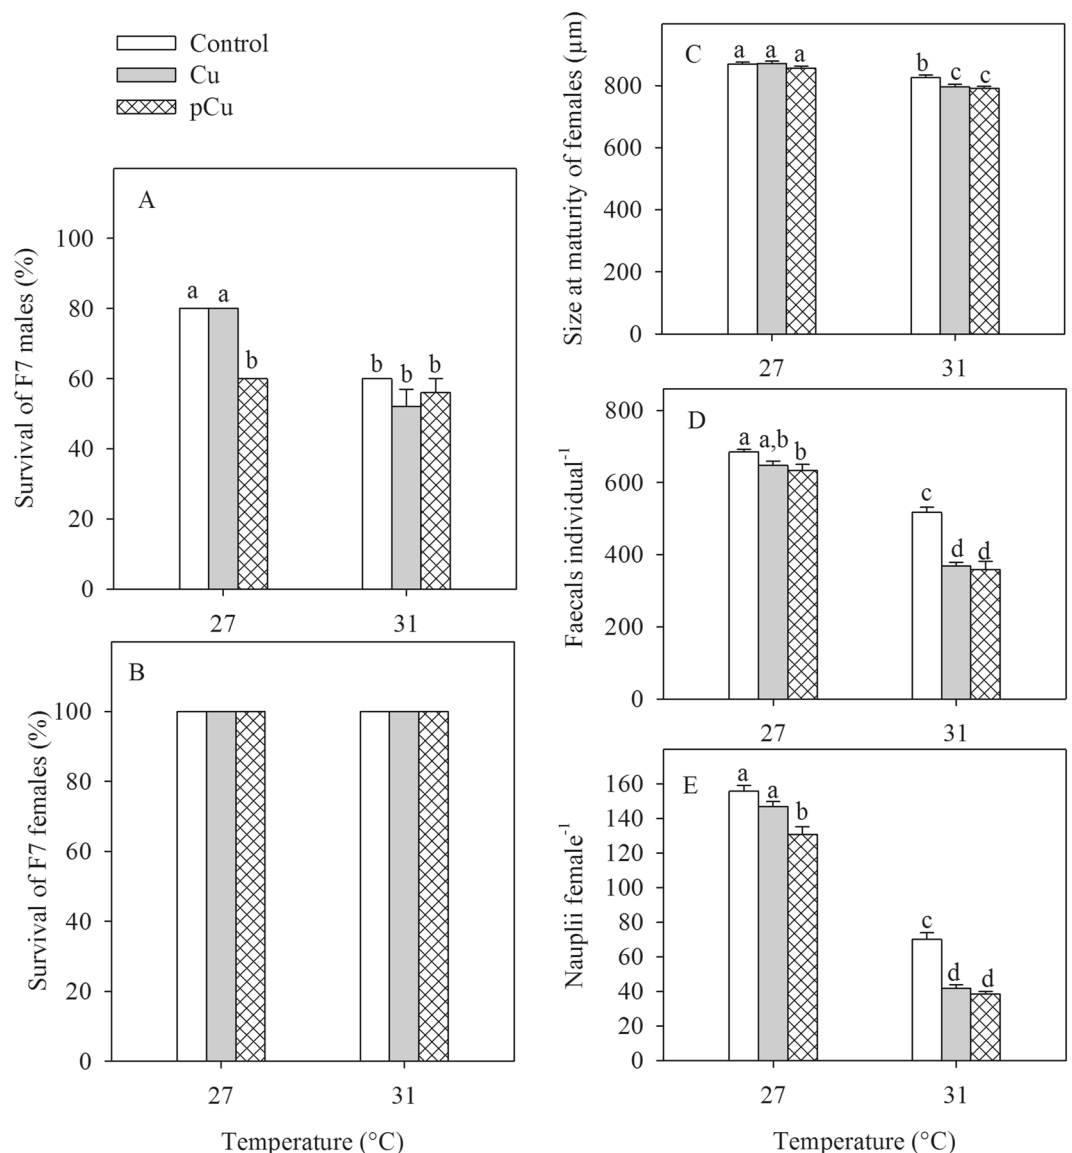 Control
Cu
pCu
A
Survival of F7 males (%)
100
80
60
40
20
0
a a b
b b b
27 31
B
Survival of F7 females (%)
100
80
60
40
20
0
27 31
Temperature (°C)
C
Size at maturity of females (μm)
800
600
400
200
0
a a a
b c c
27 31
D
Faecals individual-1
800
600
400
200
0
a a,b b
c d d
27 31
E
Nauplii female-1
160
140
120
100
80
60
40
20
0
a a b
c d d
27 31
Temperature (°C)